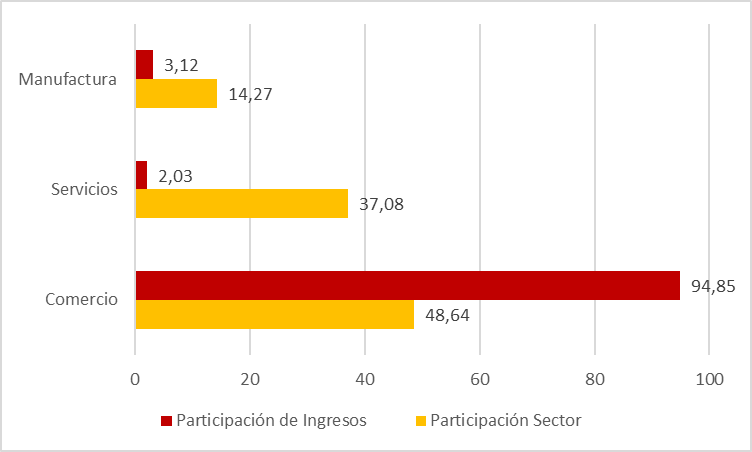 Manufactura
3,12
14,27
Servicios
2,03
37,08
Comercio
94,85
48,64
0 20 40 60 80 100
Participación de Ingresos Participación Sector